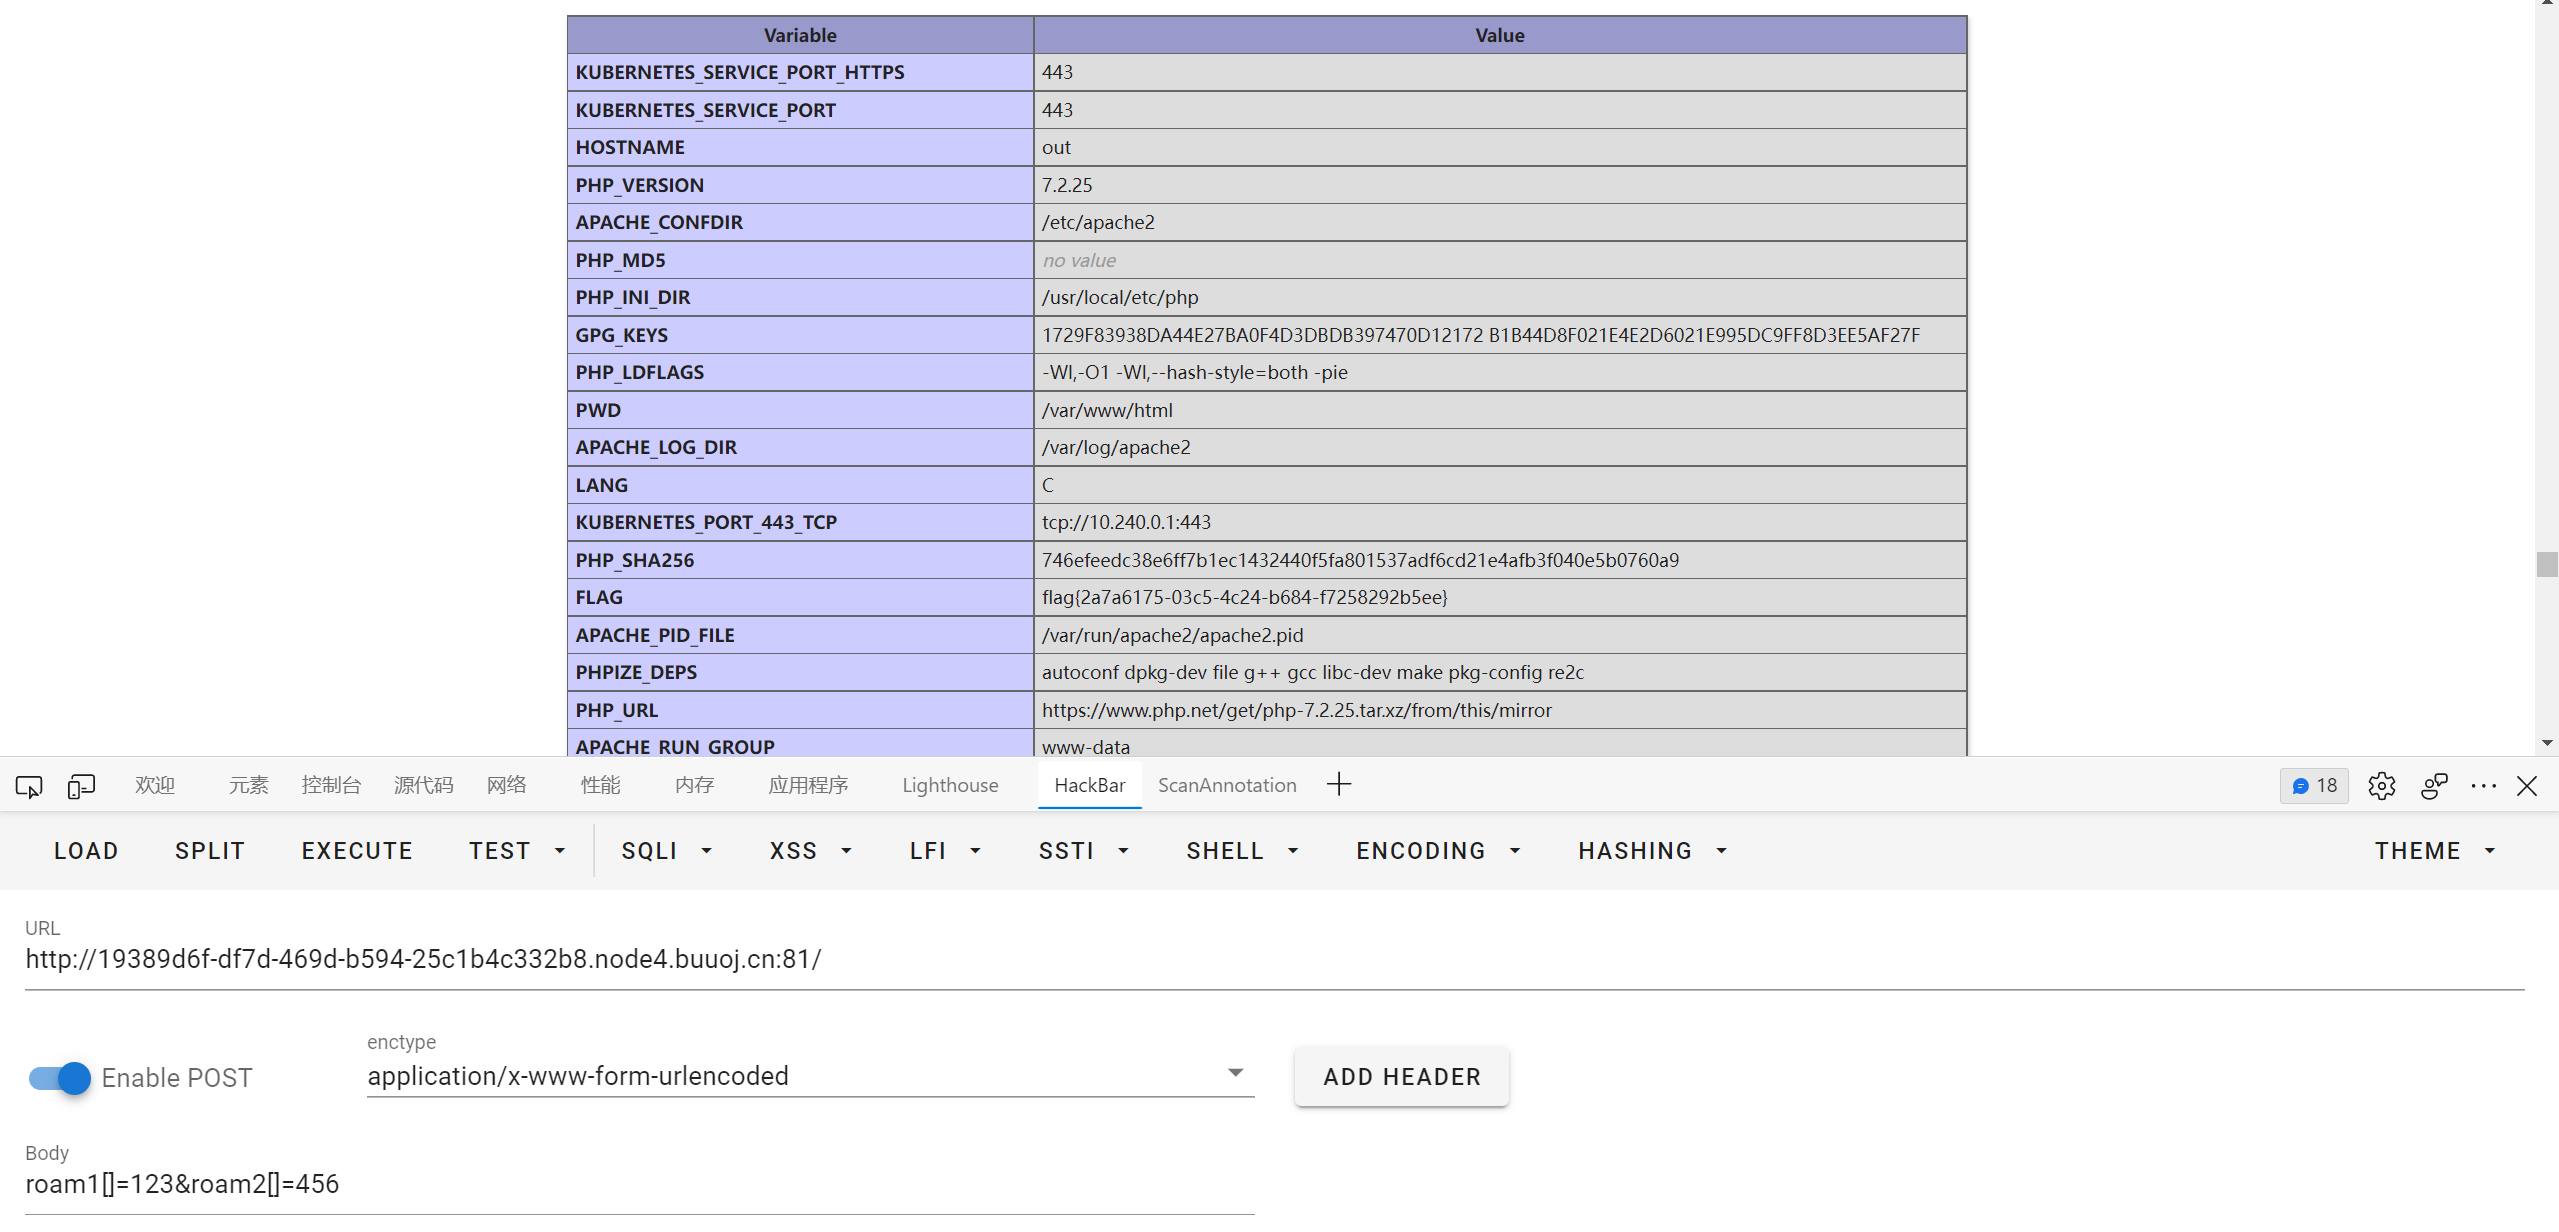 Variable Value
KUBERNETES_SERVICE_PORT_HTTPS 443
KUBERNETES_SERVICE_PORT 443
HOSTNAME out
PHP_VERSION 7.2.25
APACHE_CONFDIR /etc/apache2
PHP_MD5 no value
PHP_INI_DIR /usr/local/etc/php
GPG_KEYS 1729F83938DA44E27BA0F4D3DBDB397470D12172 B1B44D8F021E4E2D6021E995DC9FF8D3EE5AF27F
PHP_LDFLAGS -Wl,-O1 -Wl,--hash-style=both -pie
PWD /var/www/html
APACHE_LOG_DIR /var/log/apache2
LANG C
KUBERNETES_PORT_443_TCP tcp://10.240.0.1:443
PHP_SHA256 746efeedc38e6ff7b1ec1432440f5fa801537adf6cd21e4afb3f040e5b0760a9
FLAG flag{2a7a6175-03c5-4c24-b684-f7258292b5ee}
APACHE_PID_FILE /var/run/apache2/apache2.pid
PHPIZE_DEPS autoconf dpkg-dev file g++ gcc libc-dev make pkg-config re2c
PHP_URL https://www.php.net/get/php-7.2.25.tar.xz/from/this/mirror
APACHE_RUN_GROUP www-data
欢迎 元素 控制台 源代码 网络 性能 内存 应用程序 Lighthouse HackBar ScanAnnotation 18
LOAD SPLIT EXECUTE TEST SQLI XSS LFI SSTI SHELL ENCODING HASHING THEME
URL
http://19389d6f-df7d-469d-b594-25c1b4c332b8.node4.buuoj.cn:81/
enctype
Enable POST application/x-www-form-urlencoded ADD HEADER
Body
roam1[]=123&roam2[]=456